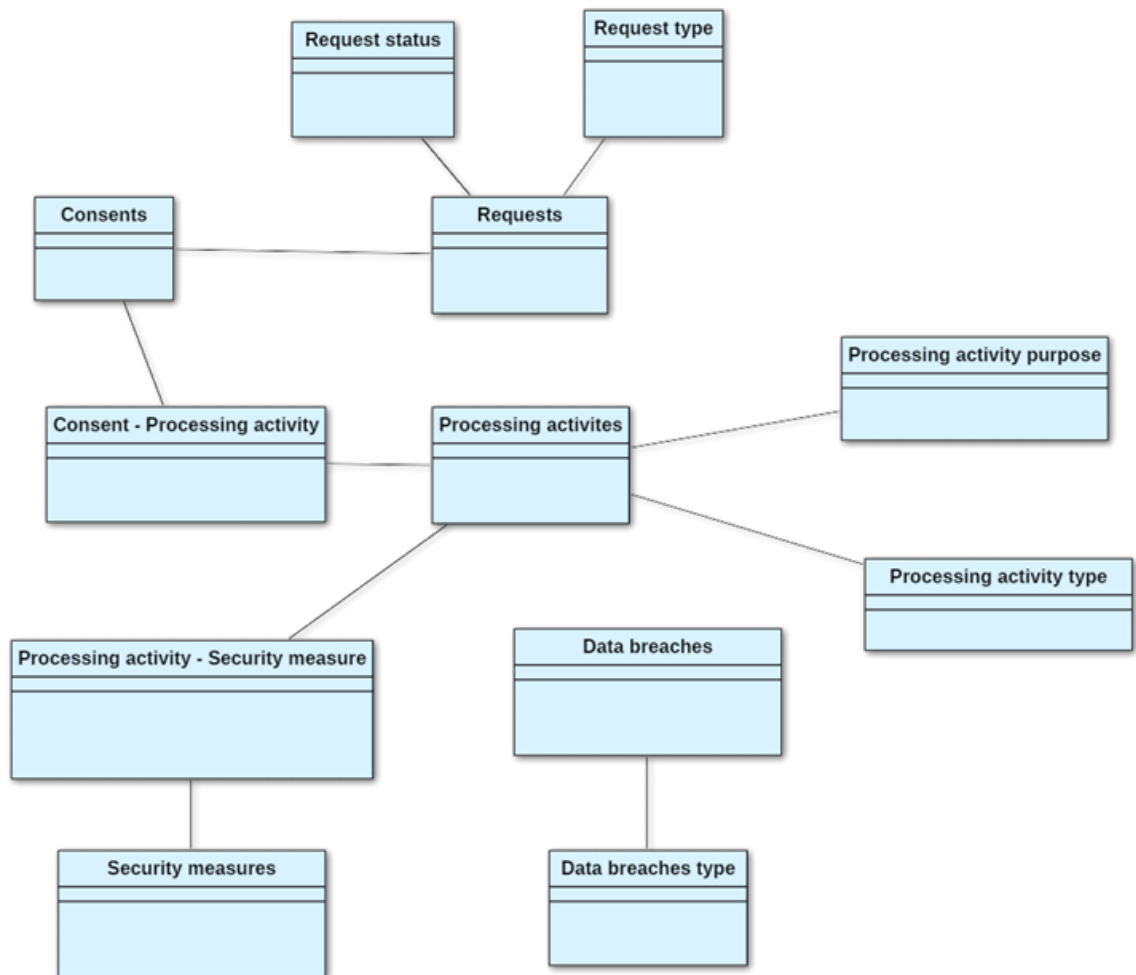 Request status
Request type
Consents
Requests
Processing activity purpose
Consent - Processing activity
Processing activites
Processing activity type
Processing activity - Security measure
Data breaches
Security measures
Data breaches type